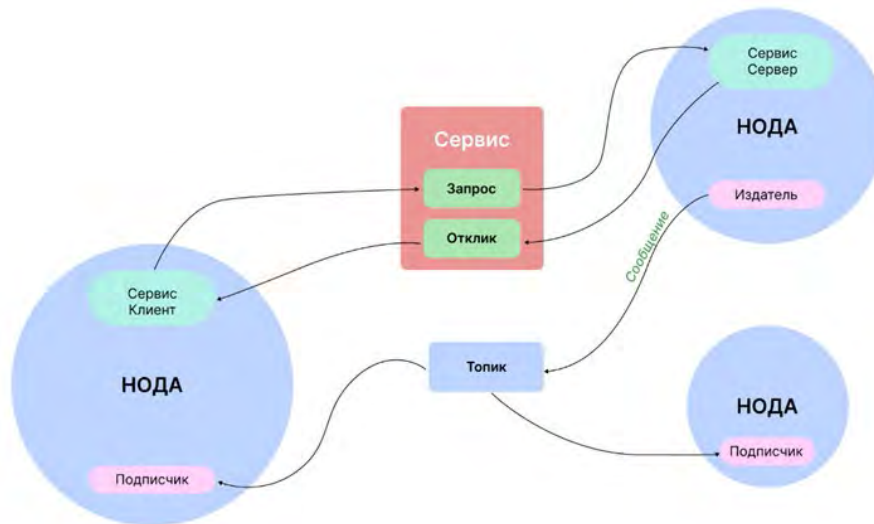 Сервис
Сервер
НОДА
Издатель
Сервис
Запрос
Отклик
Сообщение
Сервис
Клиент
НОДА
Подписчик
Топик
НОДА
Подписчик